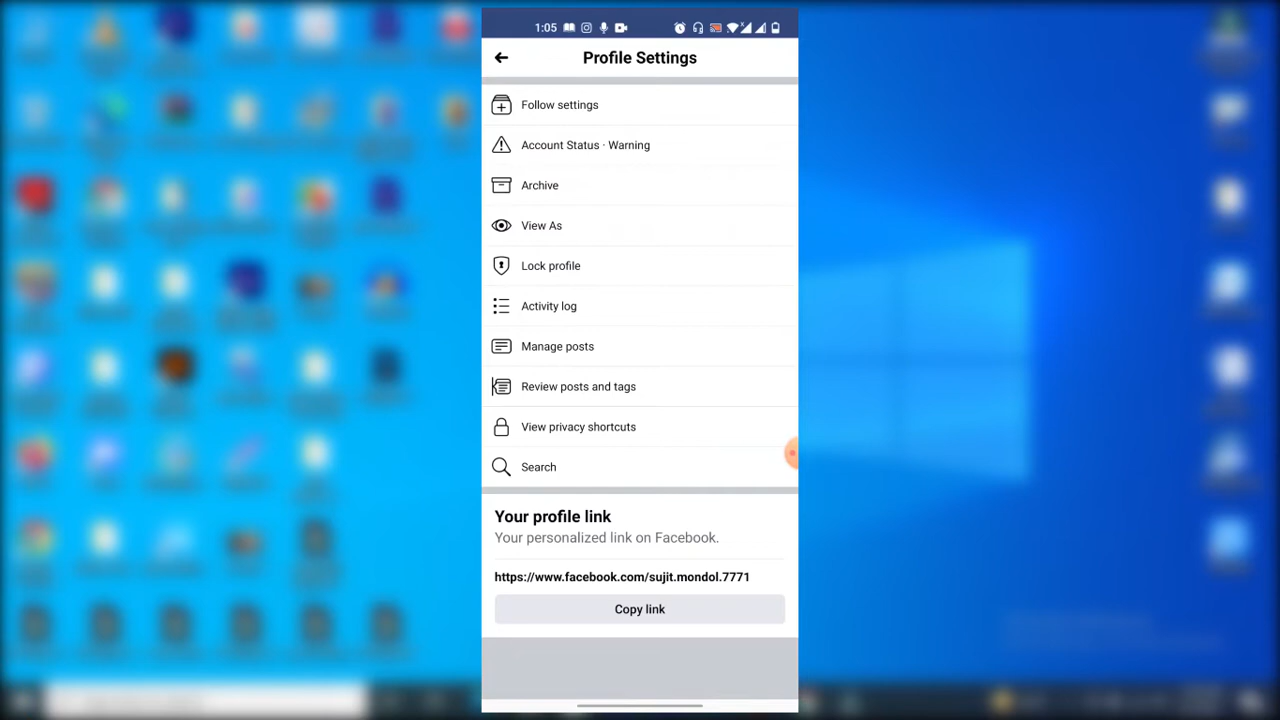 1:05
Profile Settings
Follow settings
Account Status · Warning
Archive
View As
Lock profile
Activity log
Manage posts
Review posts and tags
View privacy shortcuts
Search
Your profile link
Your personalized link on Facebook.
https://www.facebook.com/sujit.mondol.7771
Copy link